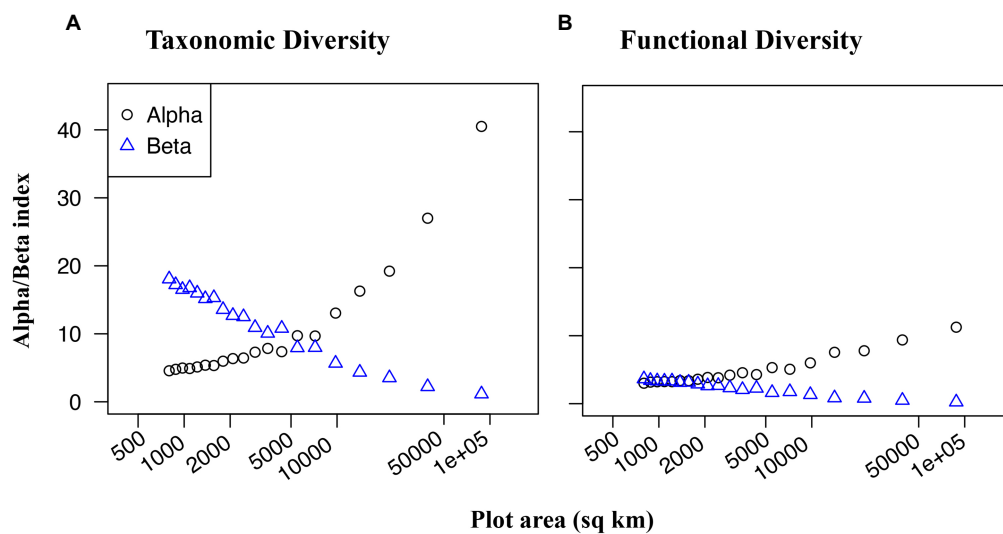 A
Taxonomic Diversity
B
Functional Diversity
Alpha/Beta index
40
30
20
10
0
Alpha
Beta
500
1000
2000
5000
10000
50000
1e+05
500
1000
2000
5000
10000
50000
1e+05
Plot area (sq km)